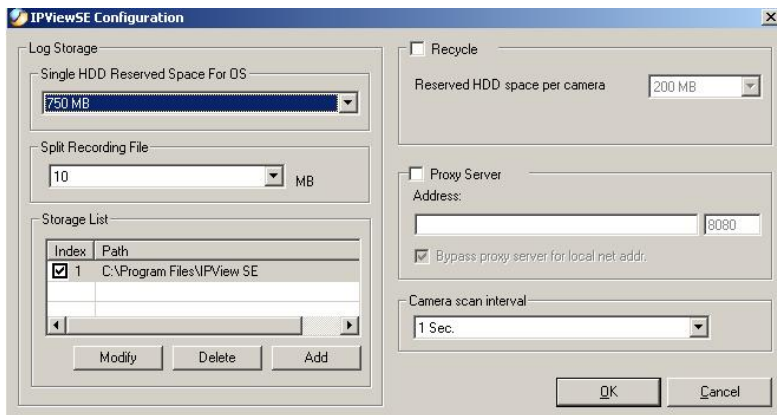 IPViewSE Configuration
Log Storage
Single HDD Reserved Space For OS
750 MB
Split Recording File
10 MB
Storage List
Index Path
1 C:\Program Files\IPView SE
Modify Delete Add
Recycle
Reserved HDD space per camera 200 MB
Proxy Server
Address:
8080
Bypass proxy server for local net addr.
Camera scan interval
1 Sec.
OK Cancel